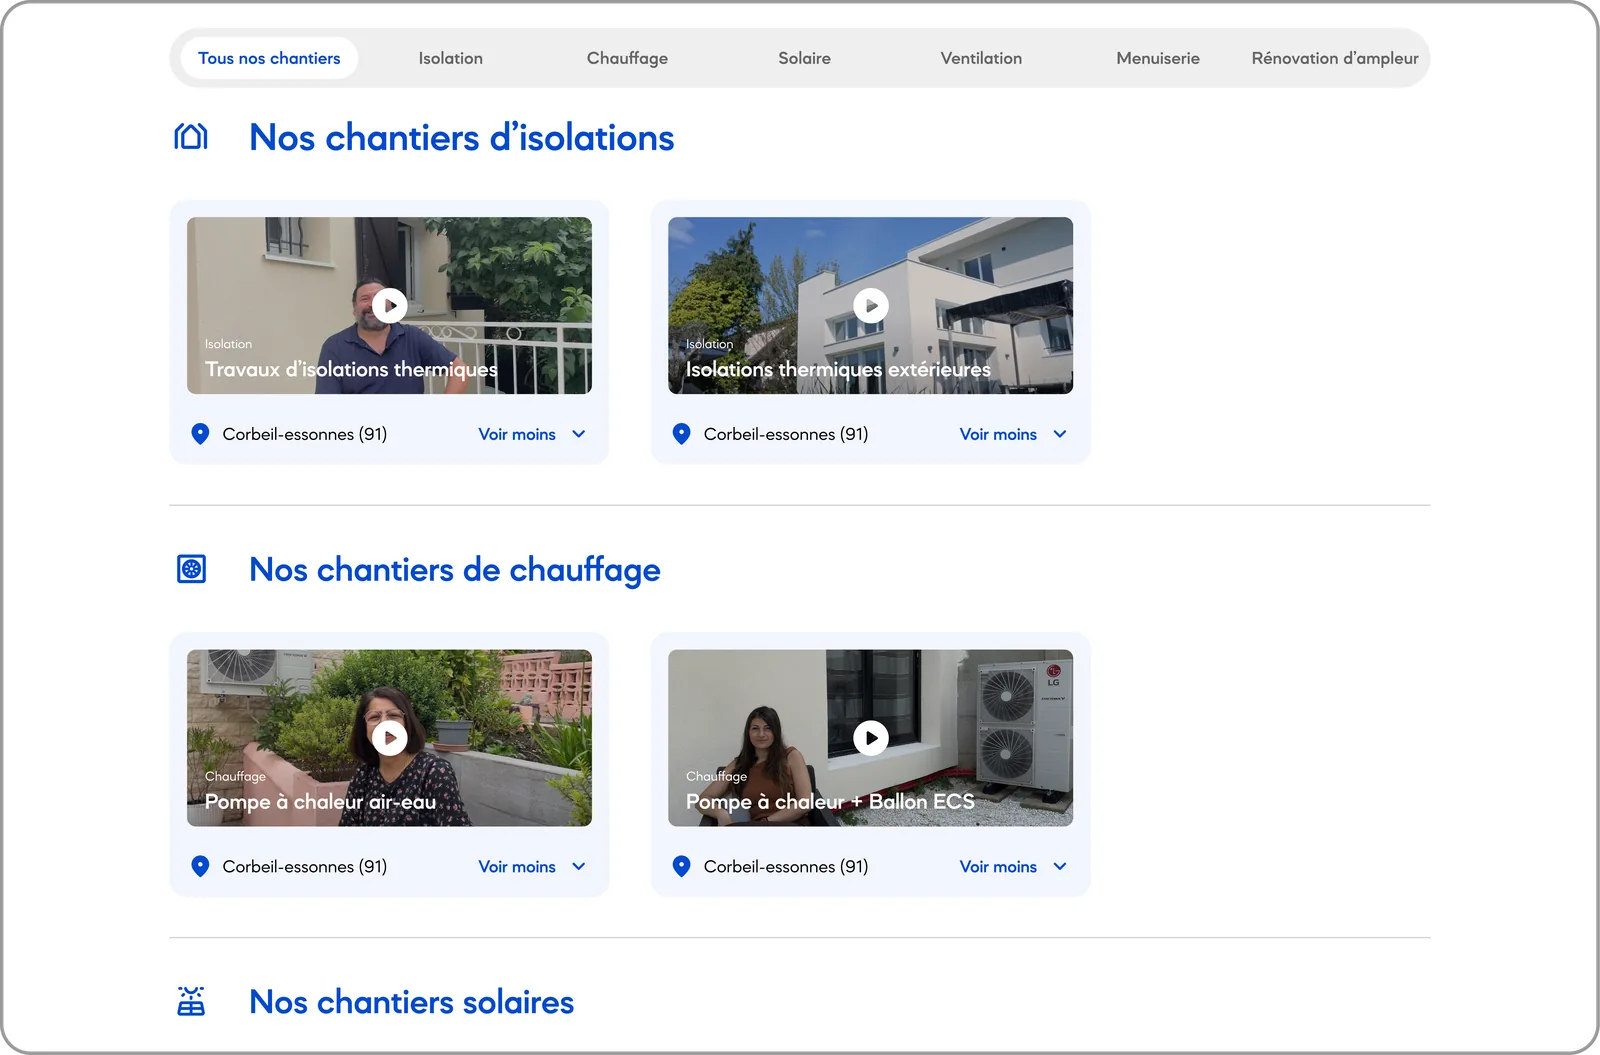 Tous nos chantiers
Isolation
Chauffage
Solaire
Ventilation
Menuiserie
Rénovation d’ampleur
Nos chantiers d’isolations
Isolation
Travaux d’isolations thermiques
Corbeil-essonnes (91)
Voir moins
Isolation
Isolations thermiques extérieures
Corbeil-essonnes (91)
Voir moins
Nos chantiers de chauffage
Chauffage
Pompe à chaleur air-eau
Corbeil-essonnes (91)
Voir moins
LG
Chauffage
Pompe à chaleur + Ballon ECS
Corbeil-essonnes (91)
Voir moins
Nos chantiers solaires